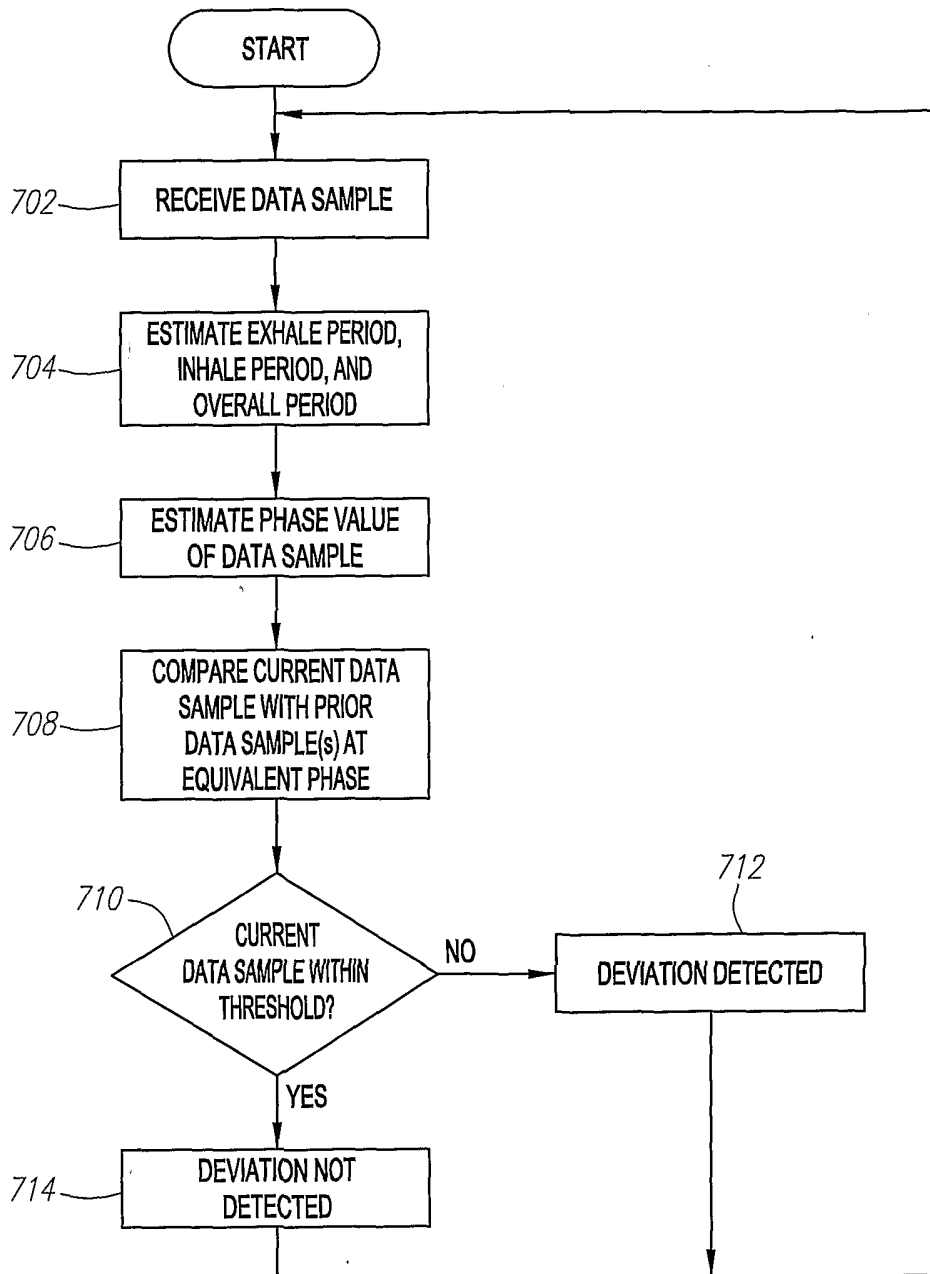 START
702
RECEIVE DATA SAMPLE
704
ESTIMATE EXHALE PERIOD,
INHALE PERIOD, AND
OVERALL PERIOD
706
ESTIMATE PHASE VALUE
OF DATA SAMPLE
708
COMPARE CURRENT DATA
SAMPLE WITH PRIOR
DATA SAMPLE(s) AT
EQUIVALENT PHASE
710
CURRENT
DATA SAMPLE WITHIN
THRESHOLD?
NO
712
DEVIATION DETECTED
YES
714
DEVIATION NOT
DETECTED